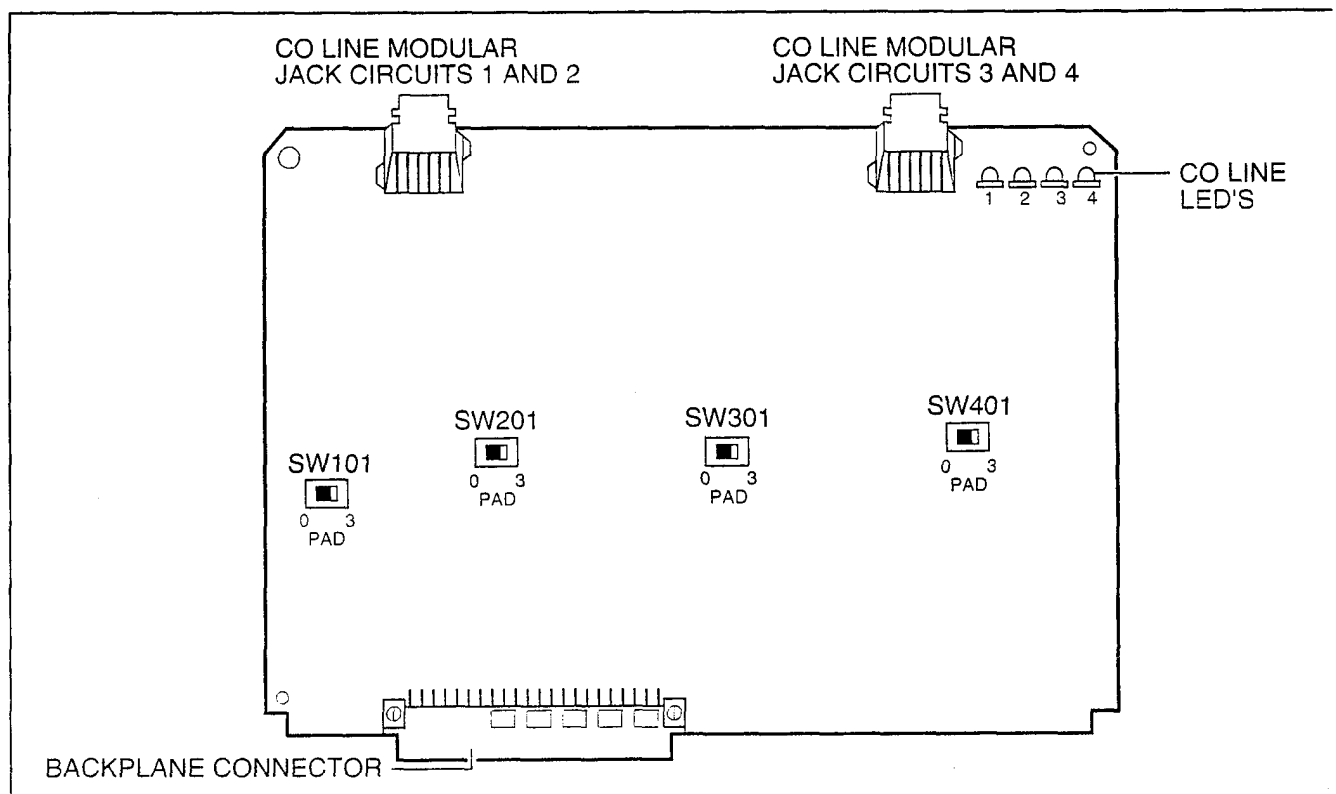 CO LINE MODULAR
JACK CIRCUITS 1 AND 2
CO LINE MODULAR
JACK CIRCUITS 3 AND 4
CO LINE
LED'S
1 2 3 4
SW101
0 3
PAD
SW201
0 3
PAD
SW301
0 3
PAD
SW401
0 3
PAD
BACKPLANE CONNECTOR